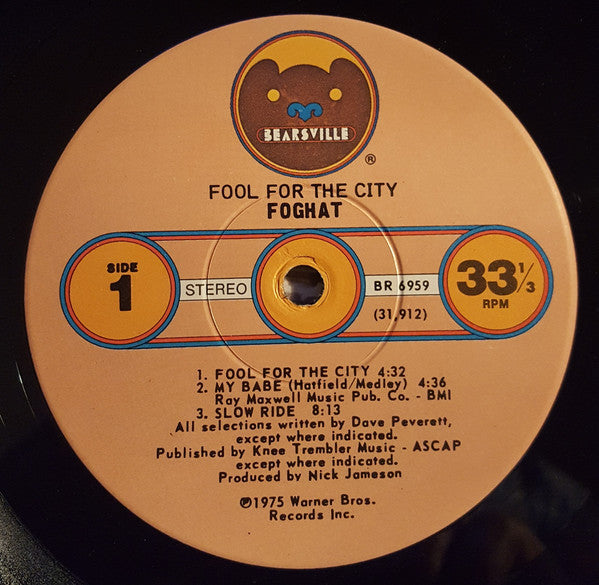 BEARSVILLE
®
FOOL FOR THE CITY
FOGHAT
SIDE
1
STEREO
BR 6959
(31,912)
33 1/3
RPM
1. FOOL FOR THE CITY 4:32
2. MY BABE (Hatfield/Medley) 4:36
Ray Maxwell Music Pub. Co. - BMI
3. SLOW RIDE 8:13
All selections written by Dave Peverett,
except where indicated.
Published by Knee Trembler Music - ASCAP
except where indicated.
Produced by Nick Jameson
℗1975 Warner Bros.
Records Inc.